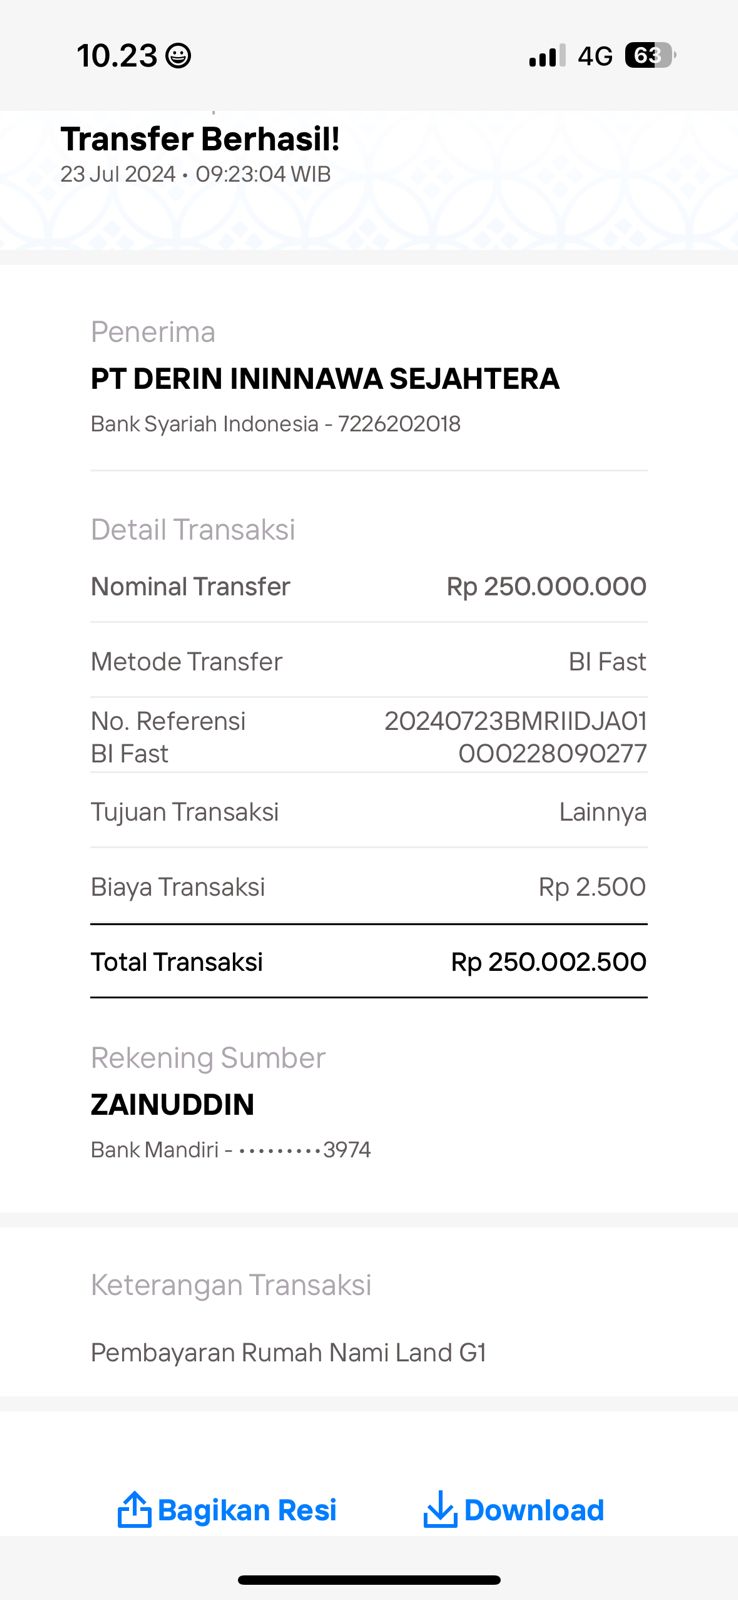 10.23
4G 63
Transfer Berhasil!
23 Jul 2024 • 09:23:04 WIB
Penerima
PT DERIN ININNAWA SEJAHTERA
Bank Syariah Indonesia - 7226202018
Detail Transaksi
Nominal Transfer Rp 250.000.000
Metode Transfer BI Fast
No. Referensi 20240723BMRIIDJA01
BI Fast 0O0228090277
Tujuan Transaksi Lainnya
Biaya Transaksi Rp 2.500
Total Transaksi Rp 250.002.500
Rekening Sumber
ZAINUDDIN
Bank Mandiri - •••••••••3974
Keterangan Transaksi
Pembayaran Rumah Nami Land G1
Bagikan Resi Download